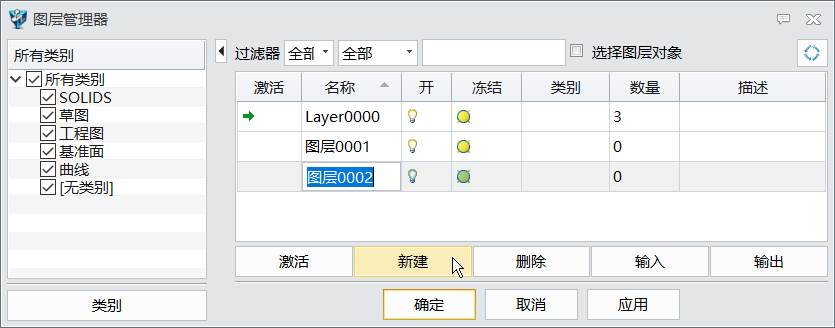 图层管理器
所有类别
所有类别
SOLIDS
草图
工程图
基准面
曲线
[无类别]
类别
过滤器 全部 全部 选择图层对象
激活 名称 开 冻结 类别 数量 描述
Layer0000 3
图层0001 0
图层0002 0
激活 新建 删除 输入 输出
确定 取消 应用